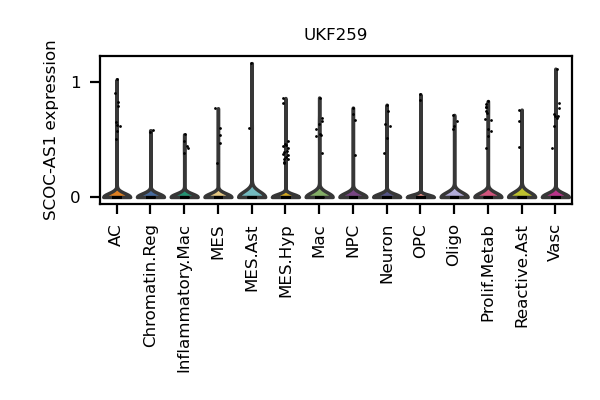 UKF259
SCOC-AS1 expression
1
0
AC
Chromatin.Reg
Inflammatory.Mac
MES
MES.Ast
MES.Hyp
Mac
NPC
Neuron
OPC
Oligo
Prolif.Metab
Reactive.Ast
Vasc